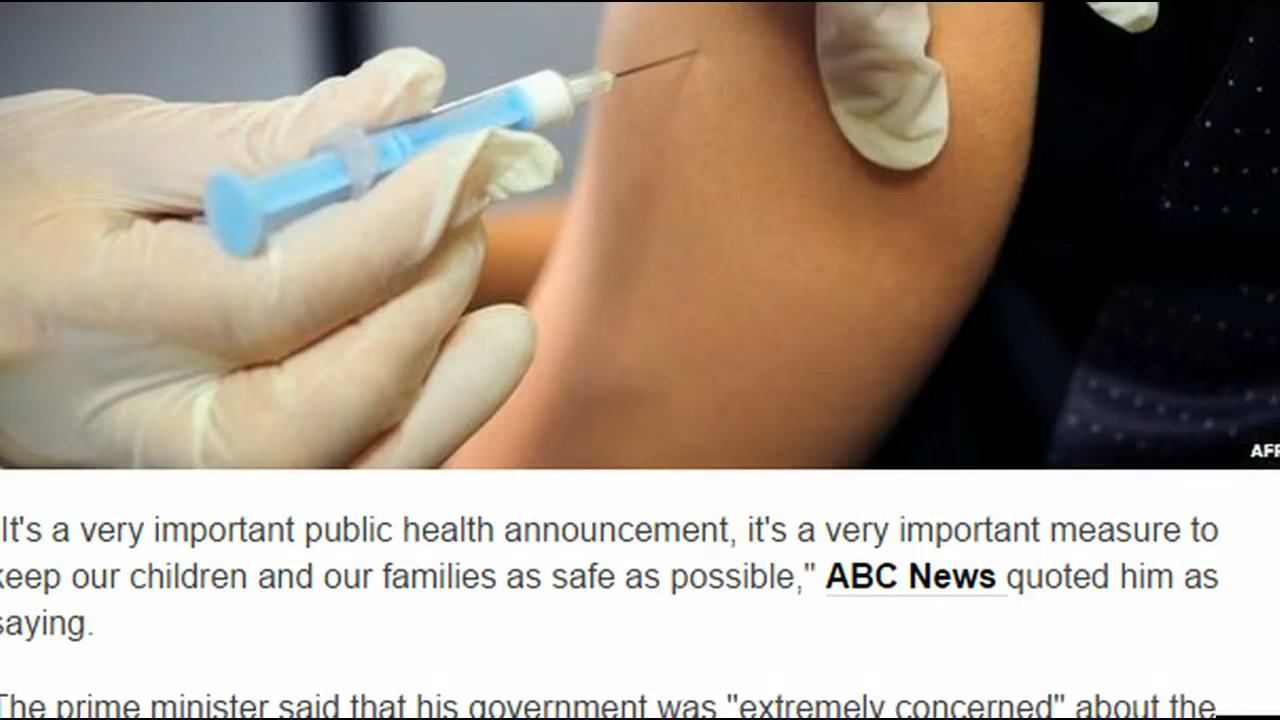 AFP
It's a very important public health announcement, it's a very important measure to
keep our children and our families as safe as possible," ABC News quoted him as
saying.
The prime minister said that his government was "extremely concerned" about the